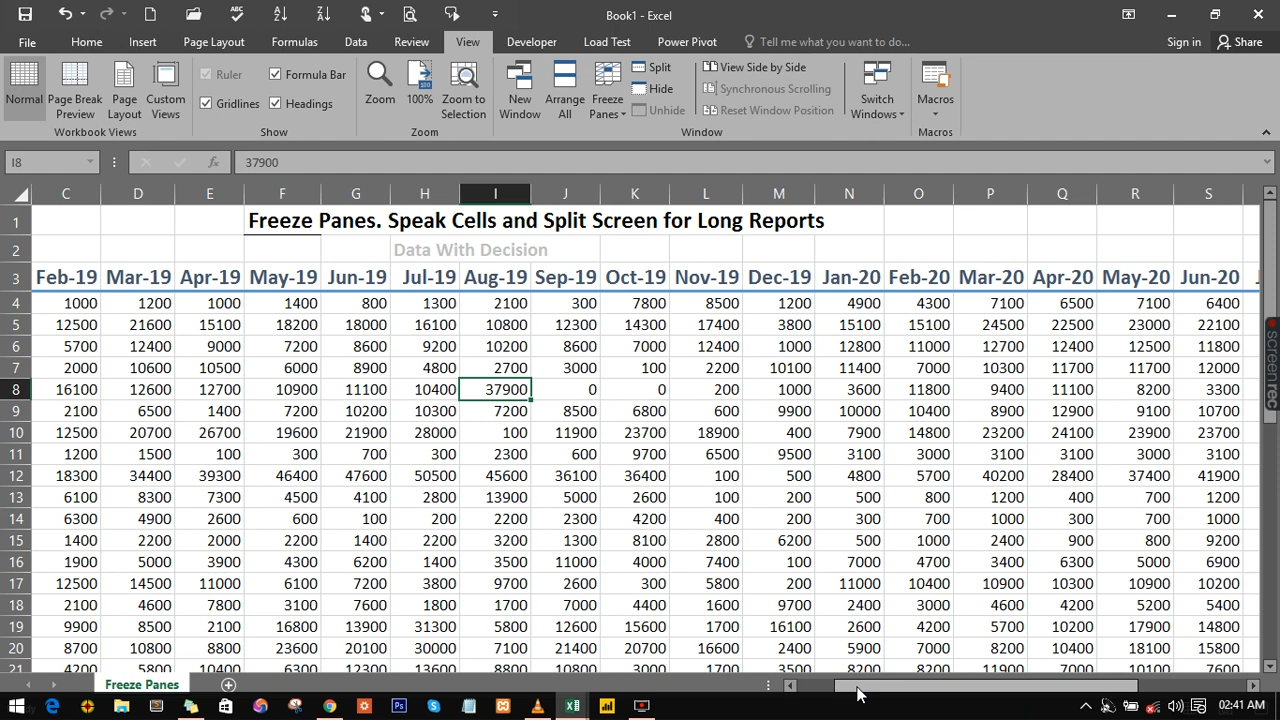 Book1 - Excel
File Home Insert Page Layout Formulas Data Review View Developer Load Test Power Pivot Tell me what you want to do... Sign in Share
Normal Page Break Preview Page Layout Custom Views Workbook Views
Ruler Formula Bar
Gridlines Headings
Show
Zoom 100% Zoom to Selection
Zoom
New Window Arrange All Freeze Panes Split Hide Unhide
View Side by Side
Synchronous Scrolling
Reset Window Position
Switch Windows
Window
Macros
Macros
I8 fx 37900
C D E F G H I J K L M N O P Q R S
1 Freeze Panes. Speak Cells and Split Screen for Long Reports
2 Data With Decision
3 Feb-19 Mar-19 Apr-19 May-19 Jun-19 Jul-19 Aug-19 Sep-19 Oct-19 Nov-19 Dec-19 Jan-20 Feb-20 Mar-20 Apr-20 May-20 Jun-20
4 1000 1200 1000 1400 800 1300 2100 300 7800 8500 1200 4900 4300 7100 6500 7100 6400
5 12500 21600 15100 18200 18000 16100 10800 12300 14300 17400 3800 15100 15100 24500 22500 23000 22100
6 5700 12400 9000 7200 8600 9200 10200 3600 7000 12400 1000 12800 11000 12700 12400 12500 11800
7 2000 10600 10500 6000 8900 4800 2700 3000 100 2200 10100 11400 7000 10300 11700 11700 12000
8 16100 12600 12700 10900 11100 10400 37900 0 0 200 1000 3600 11800 9400 11100 8200 3300
9 2100 6500 1400 7200 10200 10300 7200 8500 6800 600 9900 10000 10400 8900 12900 9100 10700
10 12500 20700 26700 19600 21900 28000 100 11900 23700 18900 400 7900 14800 23200 24100 23900 23700
11 1200 1500 100 300 700 300 2300 600 9700 6500 9500 3100 3000 3100 3100 3000 3100
12 18300 34400 39300 46400 47600 50500 45600 36100 36400 100 500 4800 5700 40200 28400 37400 41900
13 6100 8300 7300 4500 4100 2800 13900 5000 2600 100 200 500 800 1200 400 700 1200
14 6300 4900 2600 600 100 200 2200 2300 4200 400 200 300 700 1000 300 700 1000
15 1400 2200 2000 2200 1400 2200 3200 1300 8100 2800 6200 500 1000 2400 900 800 9200
16 1900 5000 3900 4300 6200 1400 3500 11000 4000 7400 100 7000 4700 3400 6300 5000 6900
17 12500 14500 11000 6100 7200 3800 9700 2600 300 5800 200 11000 10400 10900 10300 10900 10200
18 2100 4600 7800 3100 7600 1800 1700 7000 4400 1600 9700 2400 3000 4600 4200 5200 5400
19 9900 8500 2100 16800 13900 31300 5800 12600 15600 1700 16100 2600 4200 5700 10200 17900 14800
20 8700 10800 8800 23600 20100 30000 7100 21400 20700 16600 2400 5900 7000 8200 10400 18100 15800
21 4200 5800 10400 6300 12300 13600 8800 10800 3000 1700 3500 8200 8200 11900 7000 10100 7600
screenrec
Freeze Panes
02:41 AM